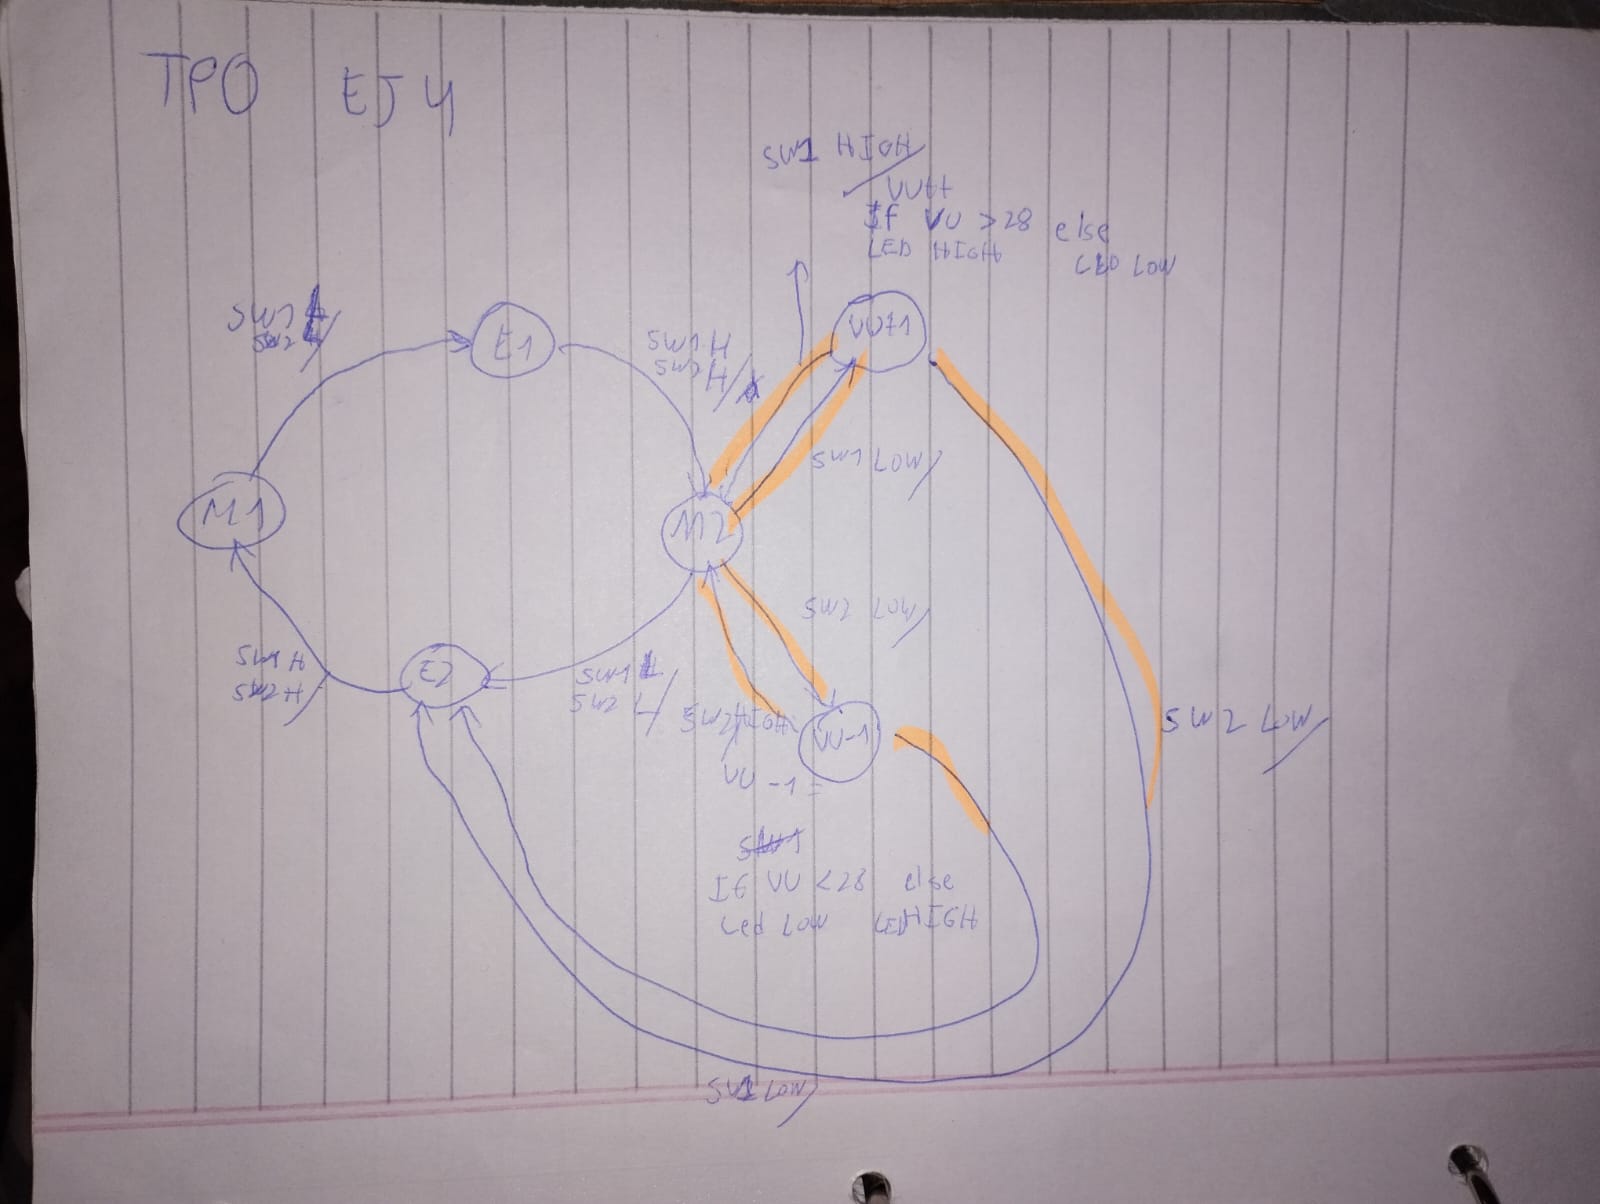 TPO EJ 4
SW1 HIGH/
VU++
If VU > 28 else
LED HIGH LED LOW
SW1 L
SW2 L/
E1
SW1 H
SW2 H/
VU+1
SW1 LOW/
M1
M2
SW2 LOW/
SW1 H
SW2 H/
E2
SW1 L
SW2 L/
SW2 HIGH
VU-1
SW2 LOW/
VU -1 =
SW1
If VU < 28 else
Led LOW LED HIGH
SW1 LOW/